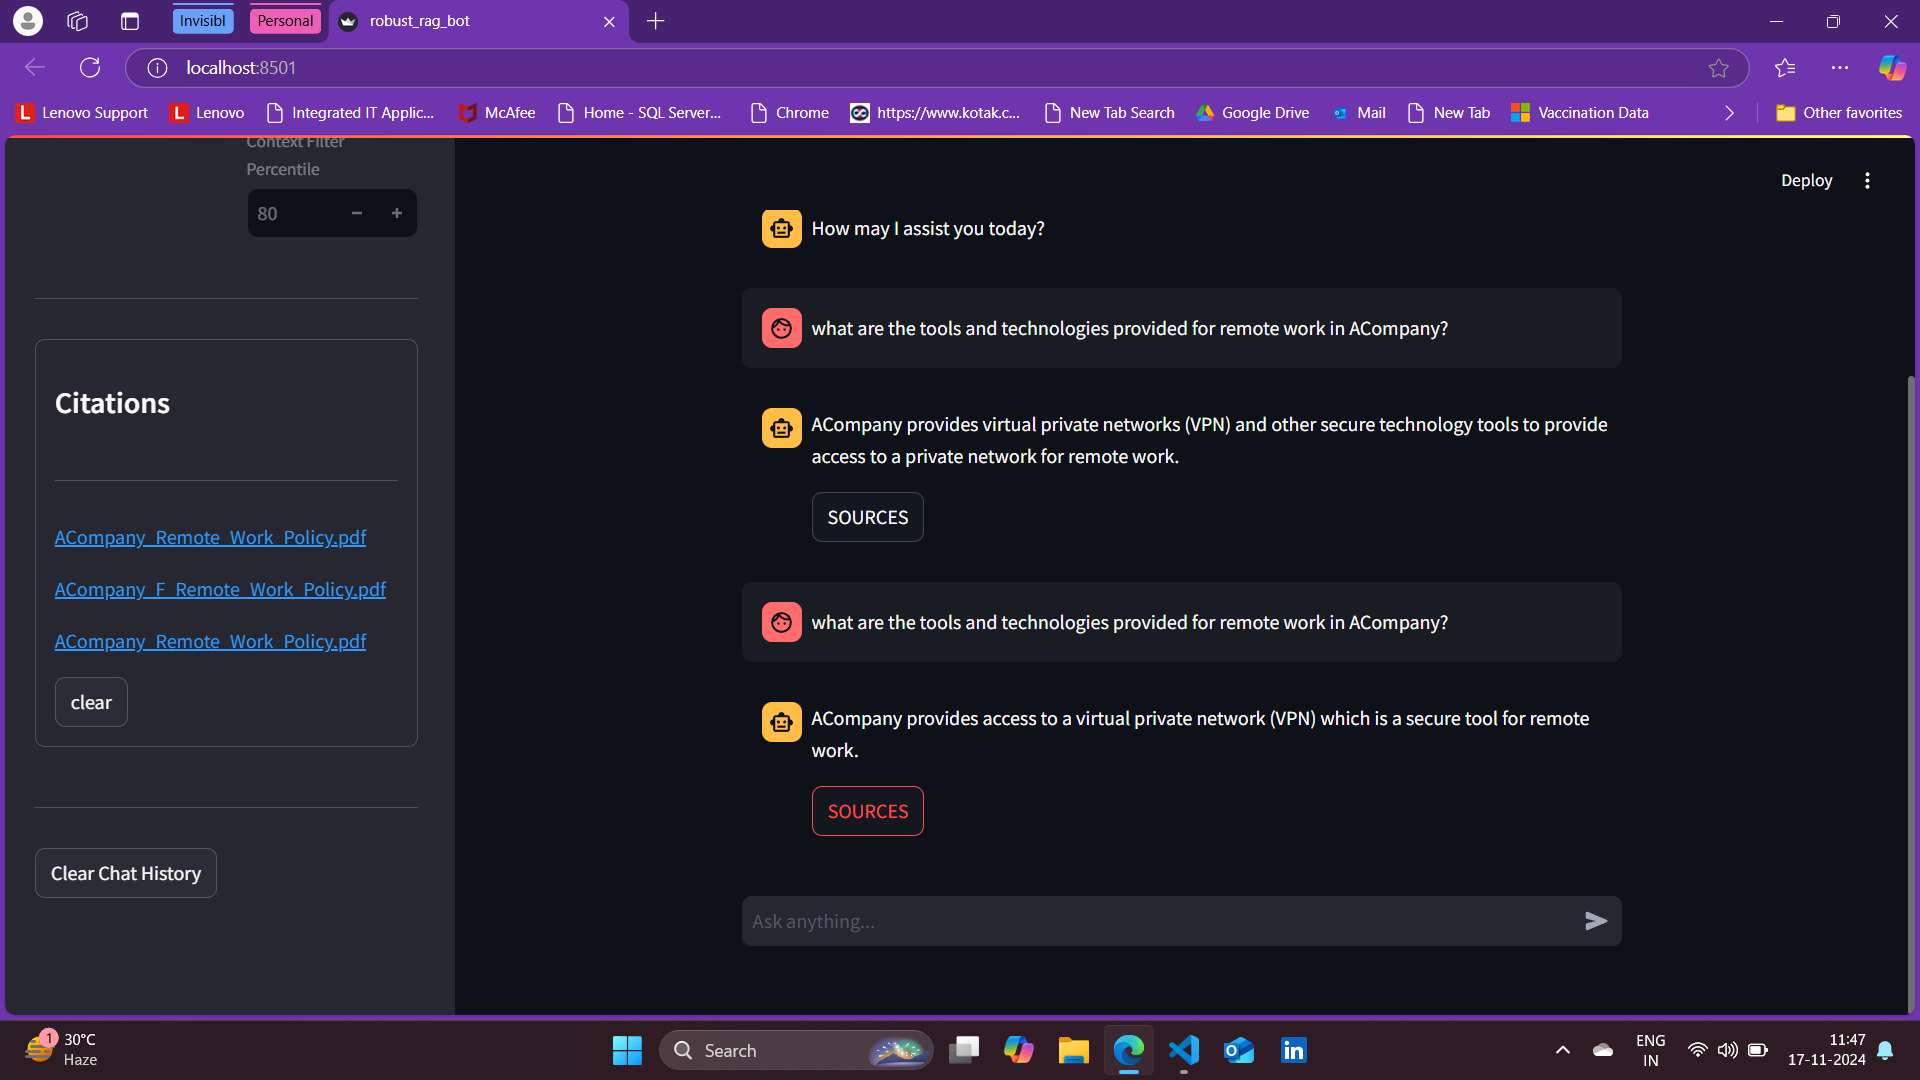 Invisibl
Personal
robust_rag_bot
localhost:8501
Lenovo Support
Lenovo
Integrated IT Applic...
McAfee
Home - SQL Server...
Chrome
https://www.kotak.c...
New Tab Search
Google Drive
Mail
New Tab
Vaccination Data
Other favorites
Context Filter
Percentile
80
Citations
ACompany_Remote_Work_Policy.pdf
ACompany_F_Remote_Work_Policy.pdf
ACompany_Remote_Work_Policy.pdf
clear
Clear Chat History
Deploy
How may I assist you today?
what are the tools and technologies provided for remote work in ACompany?
ACompany provides virtual private networks (VPN) and other secure technology tools to provide
access to a private network for remote work.
SOURCES
what are the tools and technologies provided for remote work in ACompany?
ACompany provides access to a virtual private network (VPN) which is a secure tool for remote
work.
SOURCES
Ask anything...
1
30°C
Haze
Search
ENG
IN
11:47
17-11-2024